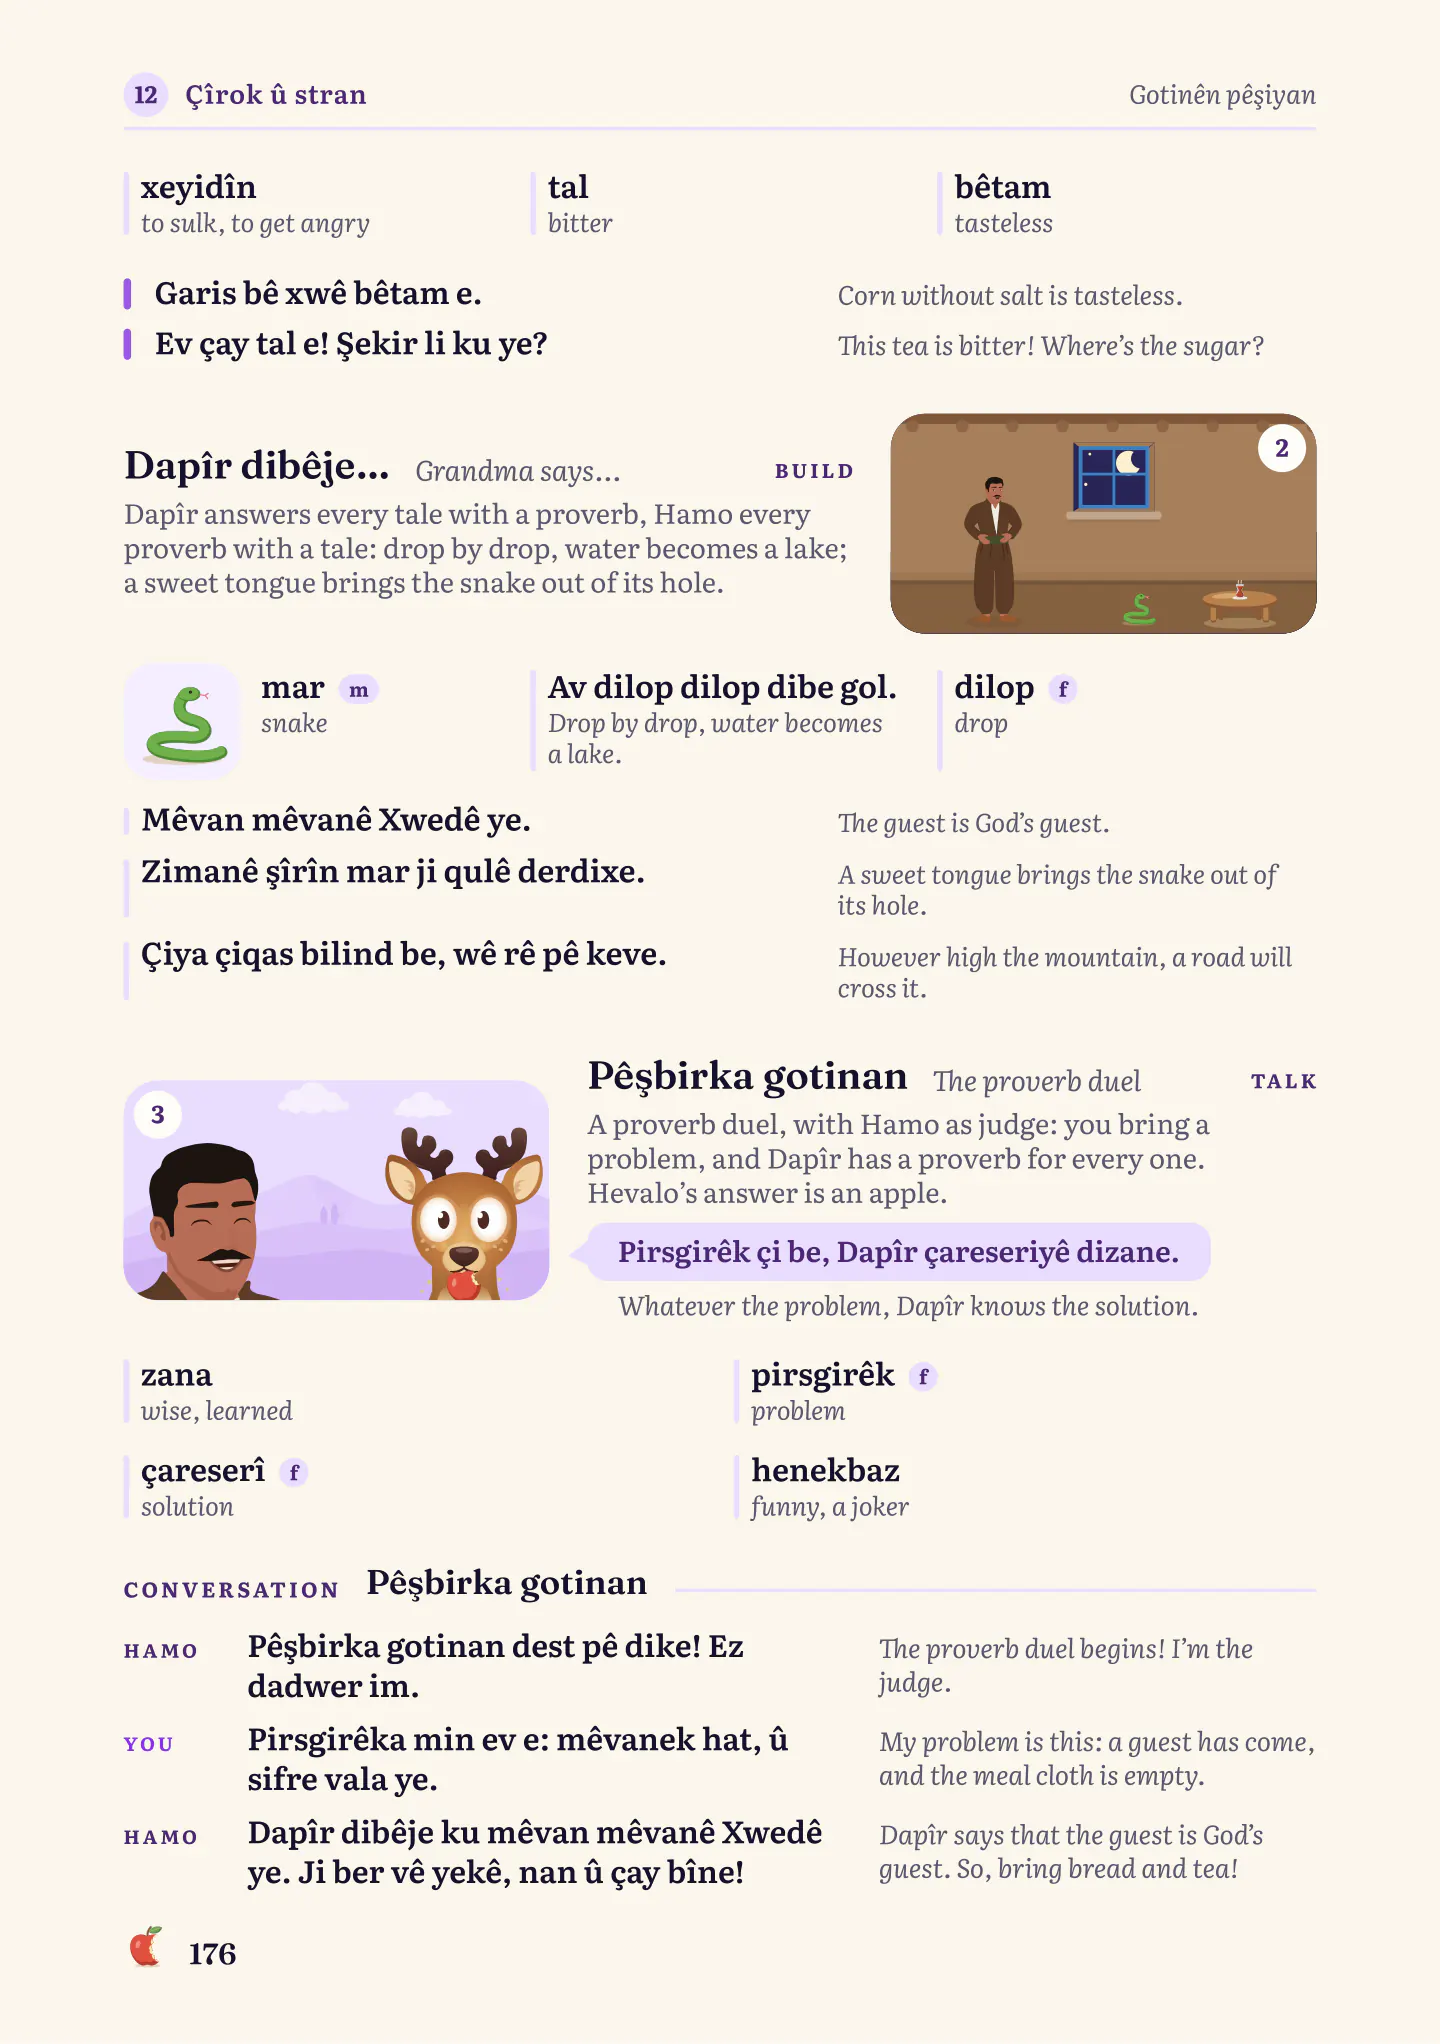 12 Çîrok û stran
Gotinên pêşiyan
xeyidîn
to sulk, to get angry
tal
bitter
bêtam
tasteless
Garis bê xwê bêtam e.
Corn without salt is tasteless.
Ev çay tal e! Şekir li ku ye?
This tea is bitter! Where’s the sugar?
Dapîr dibêje… Grandma says… BUILD
Dapîr answers every tale with a proverb, Hamo every
proverb with a tale: drop by drop, water becomes a lake;
a sweet tongue brings the snake out of its hole.
2
mar m
snake
Av dilop dilop dibe gol.
Drop by drop, water becomes
a lake.
dilop f
drop
Mêvan mêvanê Xwedê ye.
The guest is God’s guest.
Zimanê şîrîn mar ji qulê derdixe.
A sweet tongue brings the snake out of
its hole.
Çiya çiqas bilind be, wê rê pê keve.
However high the mountain, a road will
cross it.
3
Pêşbirka gotinan The proverb duel TALK
A proverb duel, with Hamo as judge: you bring a
problem, and Dapîr has a proverb for every one.
Hevalo’s answer is an apple.
Pirsgirêk çi be, Dapîr çareseriyê dizane.
Whatever the problem, Dapîr knows the solution.
zana
wise, learned
pirsgirêk f
problem
çareserî f
solution
henekbaz
funny, a joker
CONVERSATION Pêşbirka gotinan
HAMO
Pêşbirka gotinan dest pê dike! Ez
dadwer im.
The proverb duel begins! I’m the
judge.
YOU
Pirsgirêka min ev e: mêvanek hat, û
sifre vala ye.
My problem is this: a guest has come,
and the meal cloth is empty.
HAMO
Dapîr dibêje ku mêvan mêvanê Xwedê
ye. Ji ber vê yekê, nan û çay bîne!
Dapîr says that the guest is God’s
guest. So, bring bread and tea!
176